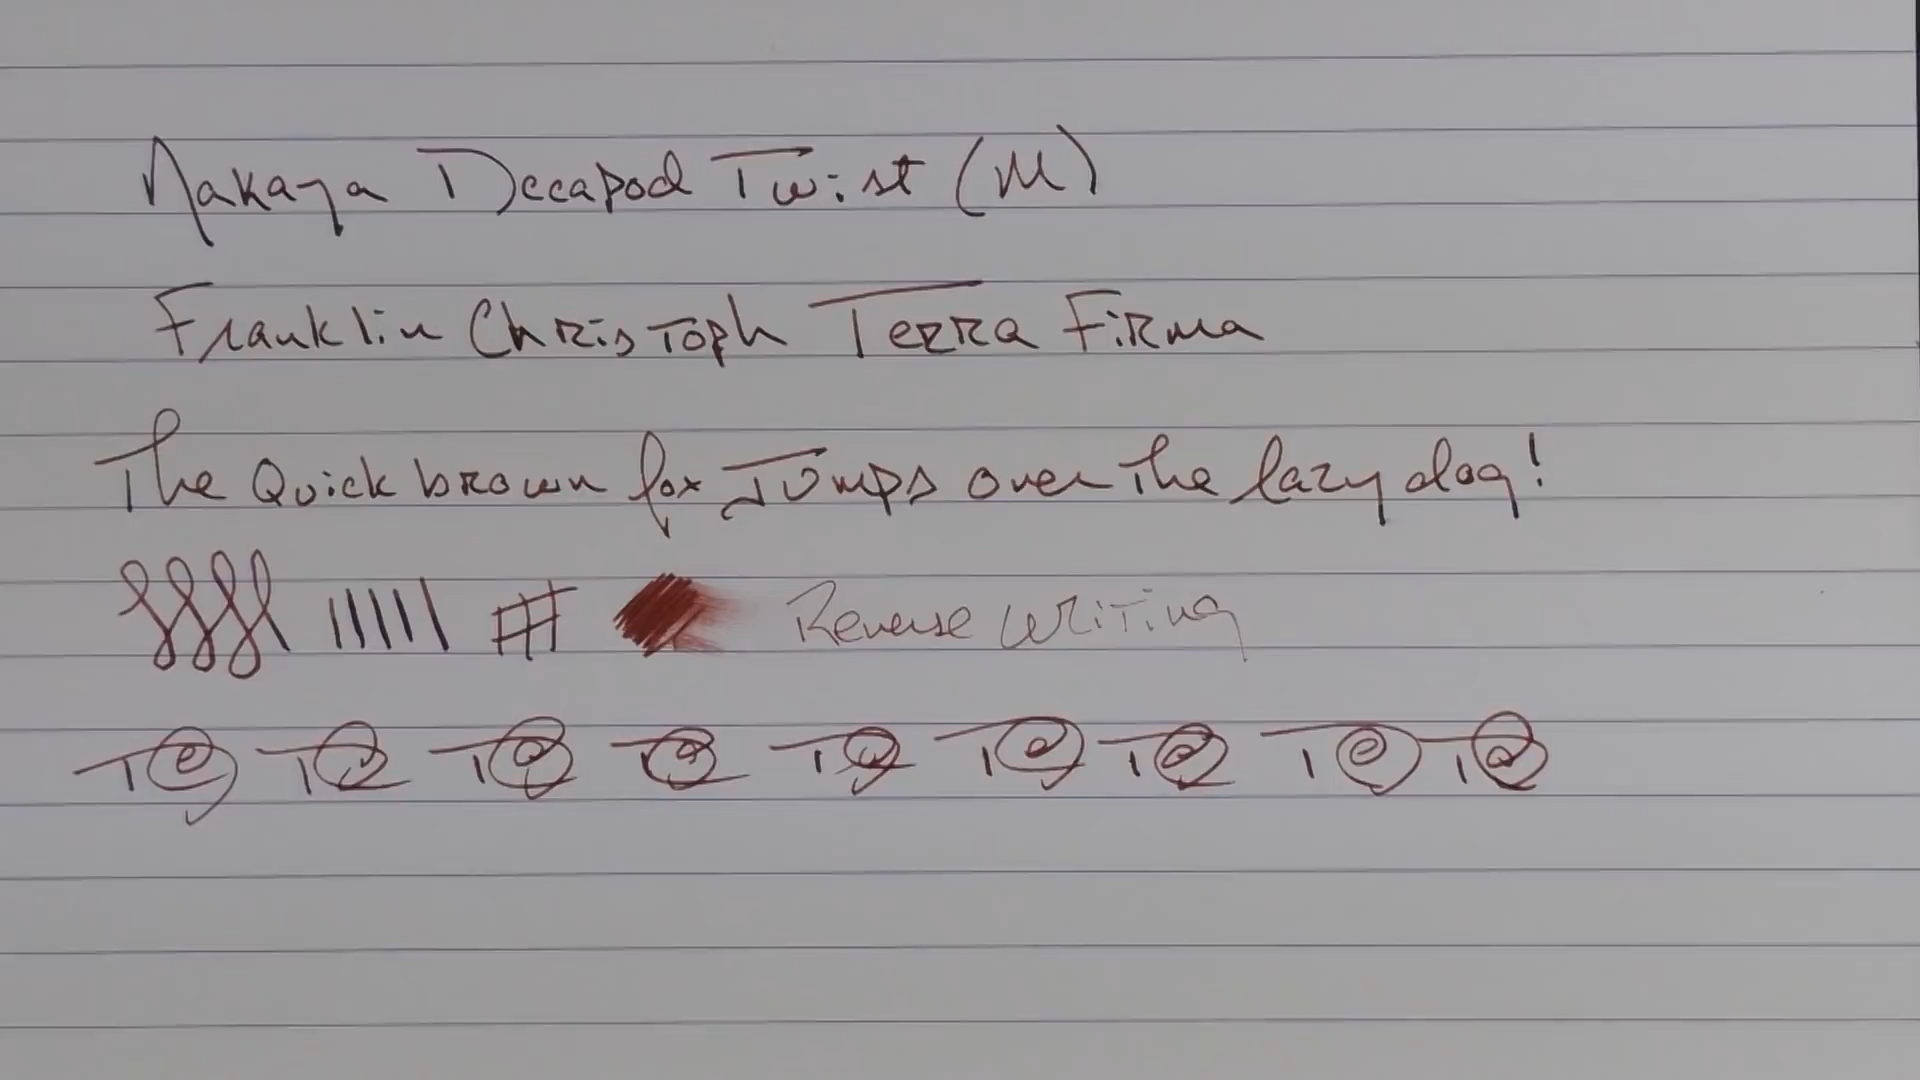 Nakaya Decapod Twist (M)
Franklin Christoph Terra Firma
The Quick brown fox Jumps over The lazy dog!
Reverse Writing